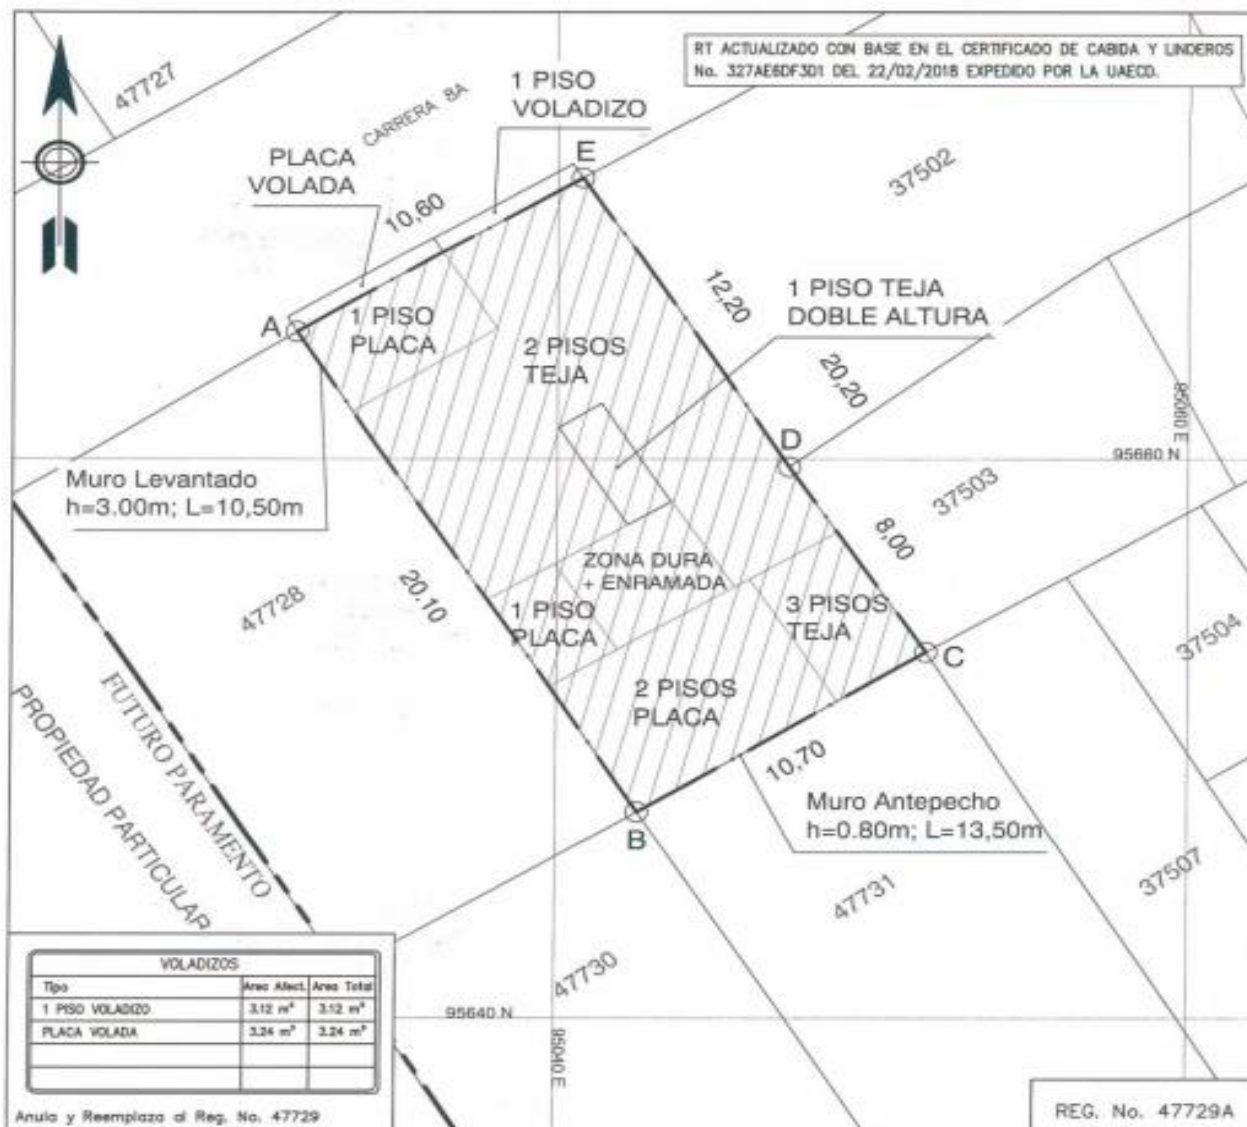 RT ACTUALIZADO CON BASE EN EL CERTIFICADO DE CABIDA Y LINDEROS
No. 327AE6DF3D1 DEL 22/02/2018 EXPEDIDO POR LA UAECD.
47727
CARRERA 8A
1 PISO
VOLADIZO
PLACA
VOLADA
E
37502
10,60
12,20
1 PISO TEJA
DOBLE ALTURA
A
1 PISO
PLACA
2 PISOS
TEJA
20,20
95060 E
D
95660 N
Muro Levantado
h=3.00m; L=10,50m
37503
8,00
ZONA DURA
+ ENRAMADA
20.10
47728
1 PISO
PLACA
3 PISOS
TEJA
37504
C
2 PISOS
PLACA
FUTURO PARAMENTO
PROPIEDAD PARTICULAR
10,70
Muro Antepecho
h=0.80m; L=13,50m
B
47731
37507
47730
95640 N
95040 E
VOLADIZOS
Tipo Area Afect. Area Total
1 PISO VOLADIZO 3.12 m² 3.12 m²
PLACA VOLADA 3.24 m² 3.24 m²
Anula y Reemplaza al Reg. No. 47729
REG. No. 47729A